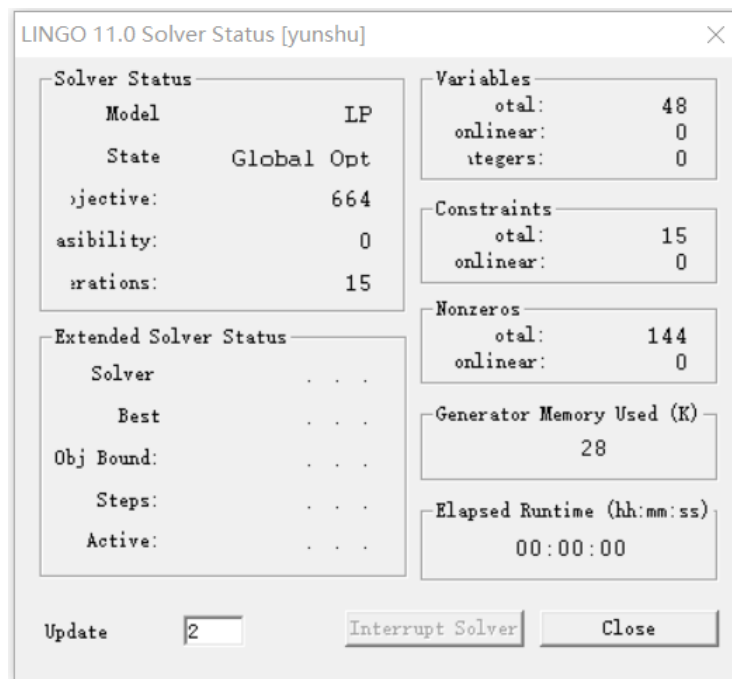 LINGO 11.0 Solver Status [yunshu]
Solver Status
Model LP
State Global Opt
jective: 664
asibility: 0
erations: 15
Extended Solver Status
Solver . . .
Best . . .
Obj Bound: . . .
Steps: . . .
Active: . . .
Variables
otal: 48
onlinear: 0
ntegers: 0
Constraints
otal: 15
onlinear: 0
Nonzeros
otal: 144
onlinear: 0
Generator Memory Used (K)
28
Elapsed Runtime (hh:mm:ss)
00:00:00
Update 2
Interrupt Solver
Close